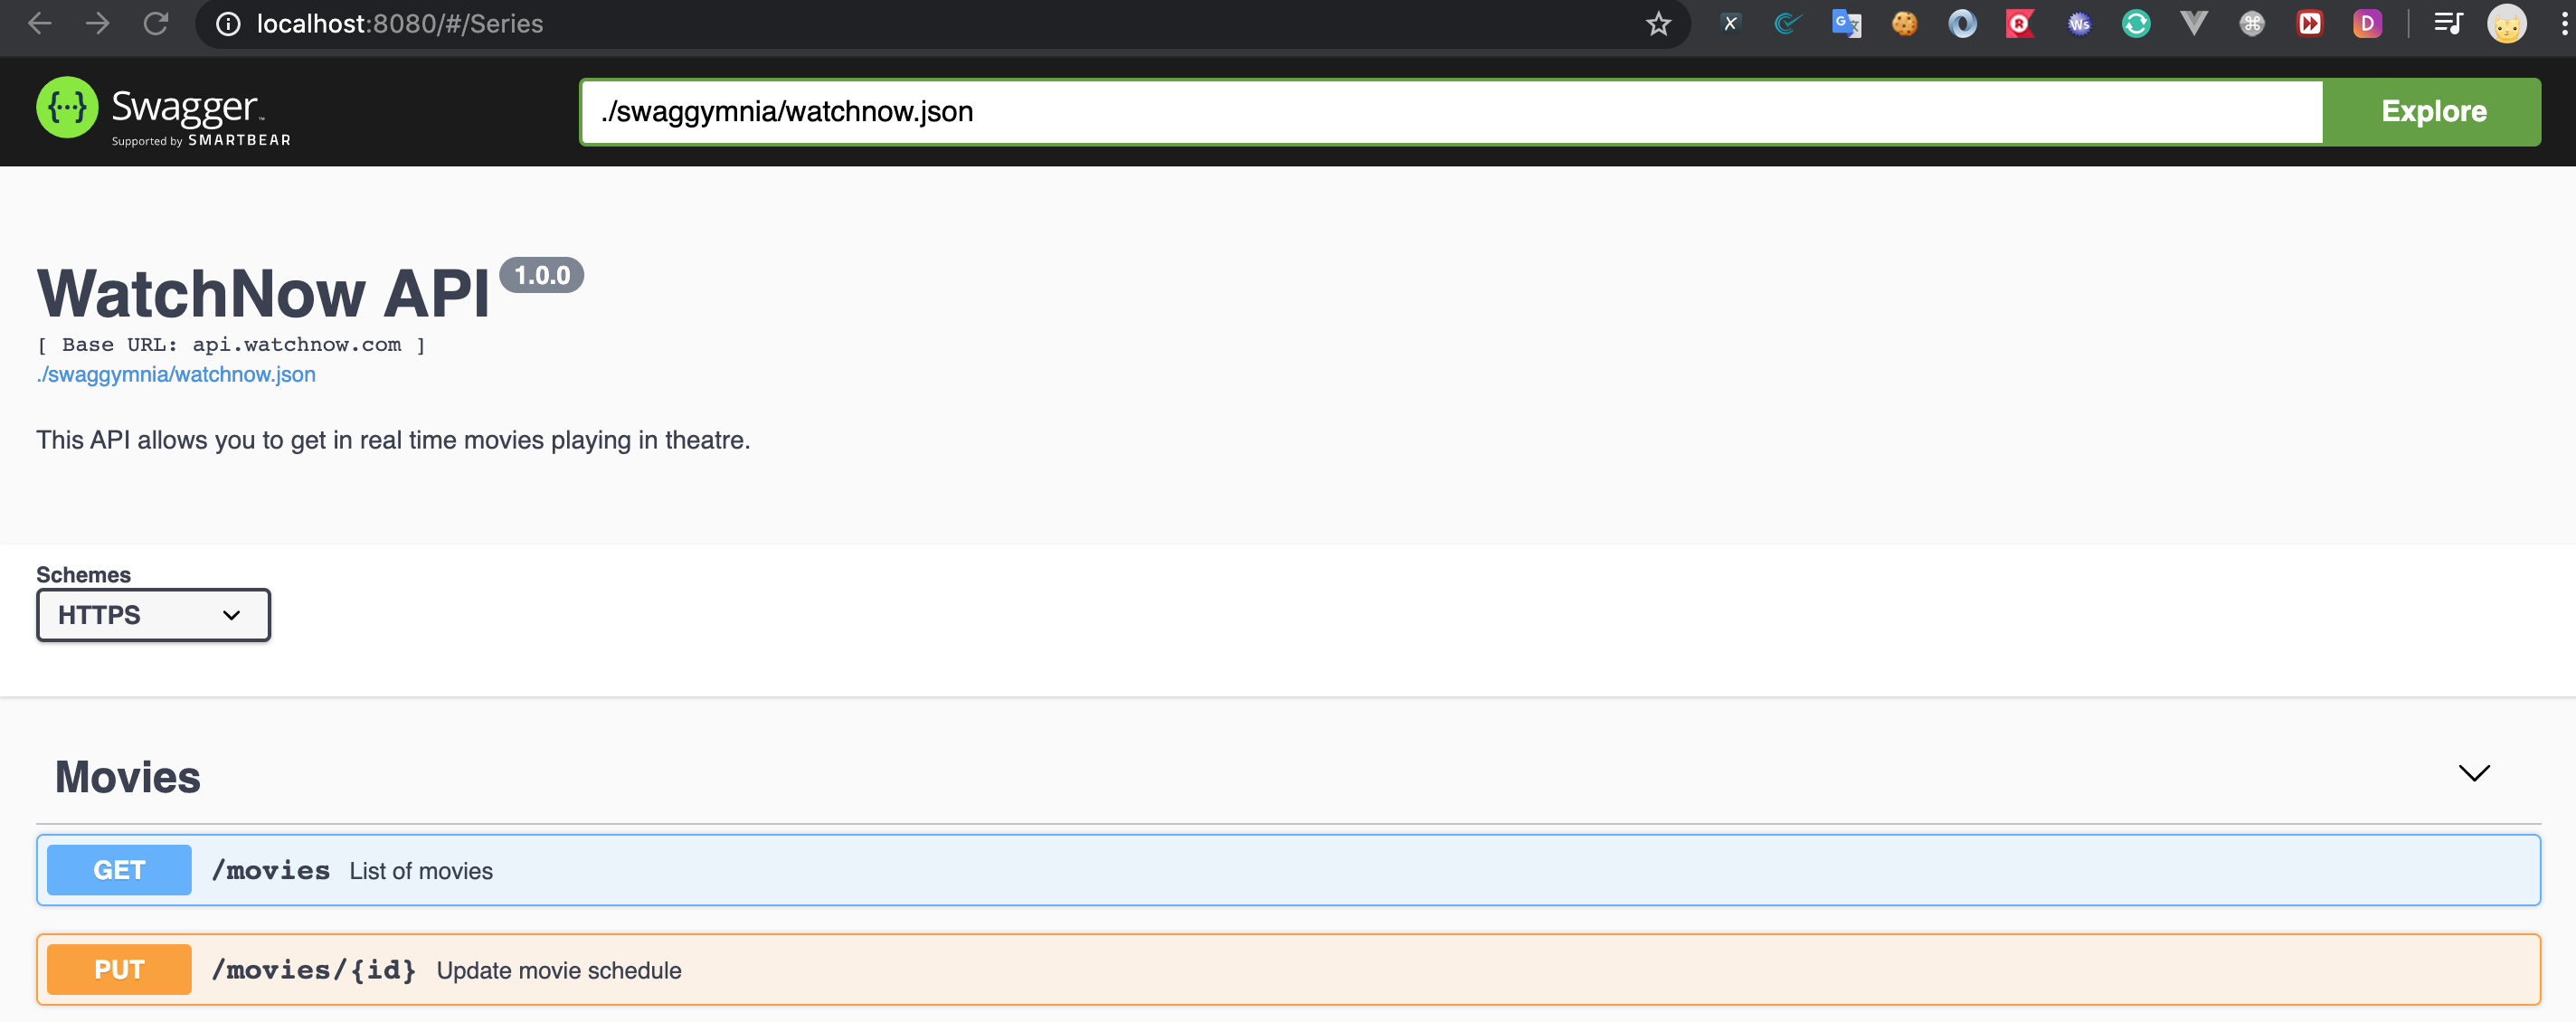 localhost:8080/#/Series
Swagger™
Supported by SMARTBEAR
./swaggymnia/watchnow.json
Explore
WatchNow API 1.0.0
[ Base URL: api.watchnow.com ]
./swaggymnia/watchnow.json
This API allows you to get in real time movies playing in theatre.
Schemes
HTTPS
Movies
GET /movies List of movies
PUT /movies/{id} Update movie schedule